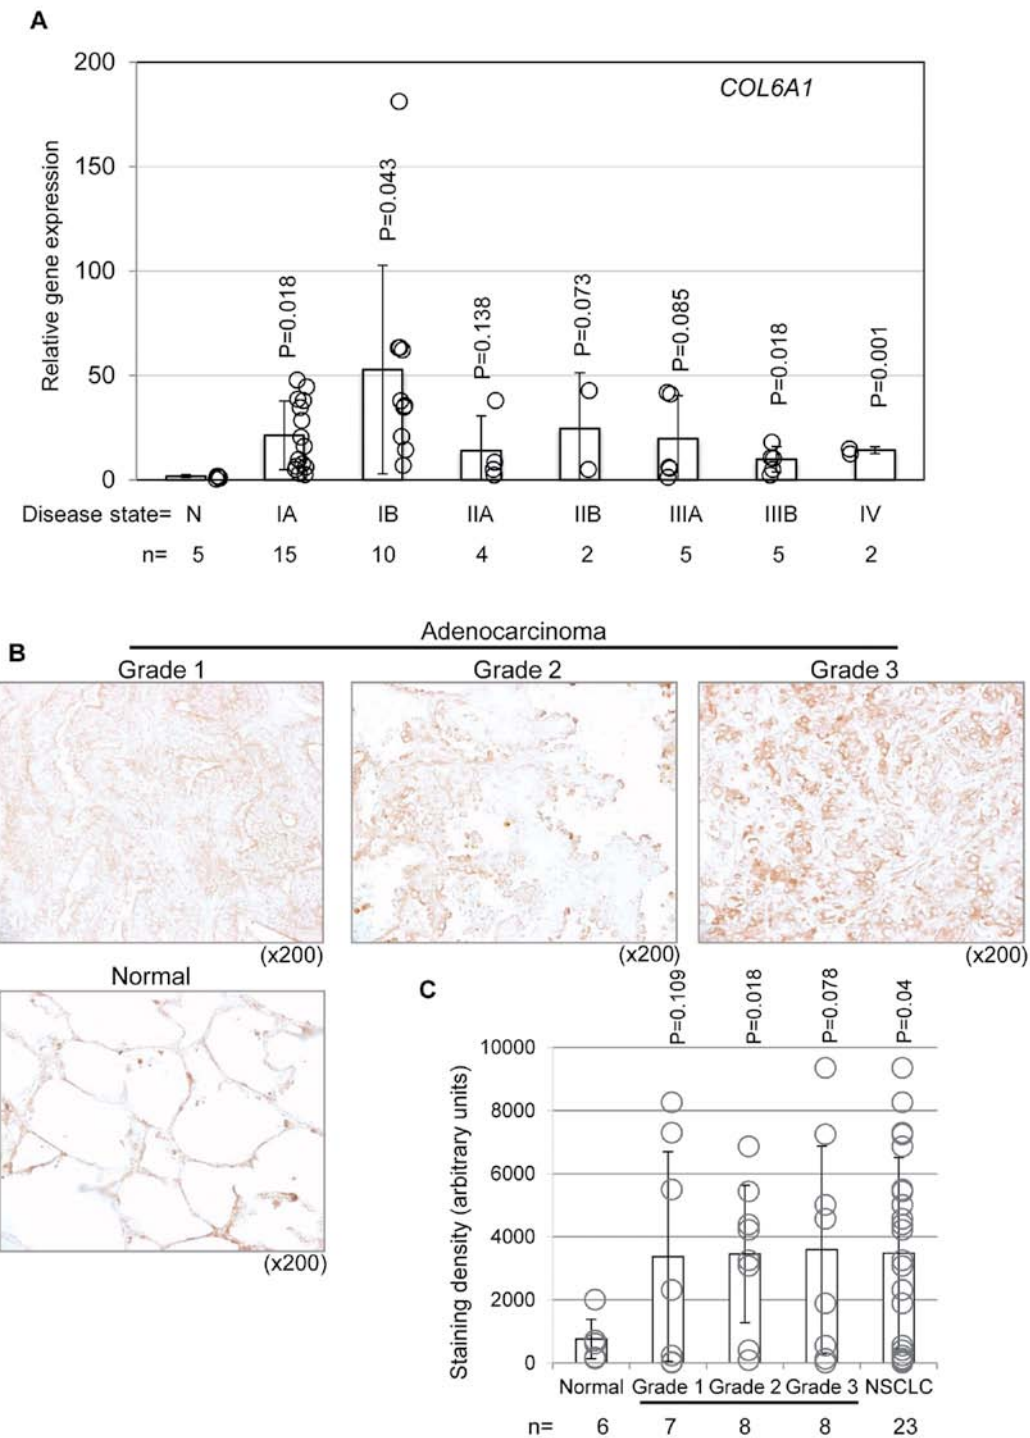 A
200
COL6A1
150
100
50
0
Relative gene expression
P=0.018
P=0.043
P=0.138
P=0.073
P=0.085
P=0.018
P=0.001
Disease state= N IA IB IIA IIB IIIA IIIB IV
n= 5 15 10 4 2 5 5 2
Adenocarcinoma
B
Grade 1 Grade 2 Grade 3
(x200) (x200) (x200)
Normal
(x200)
C
P=0.109
P=0.018
P=0.078
P=0.04
10000
8000
6000
4000
2000
0
Staining density (arbitrary units)
Normal Grade 1 Grade 2 Grade 3 NSCLC
n= 6 7 8 8 23